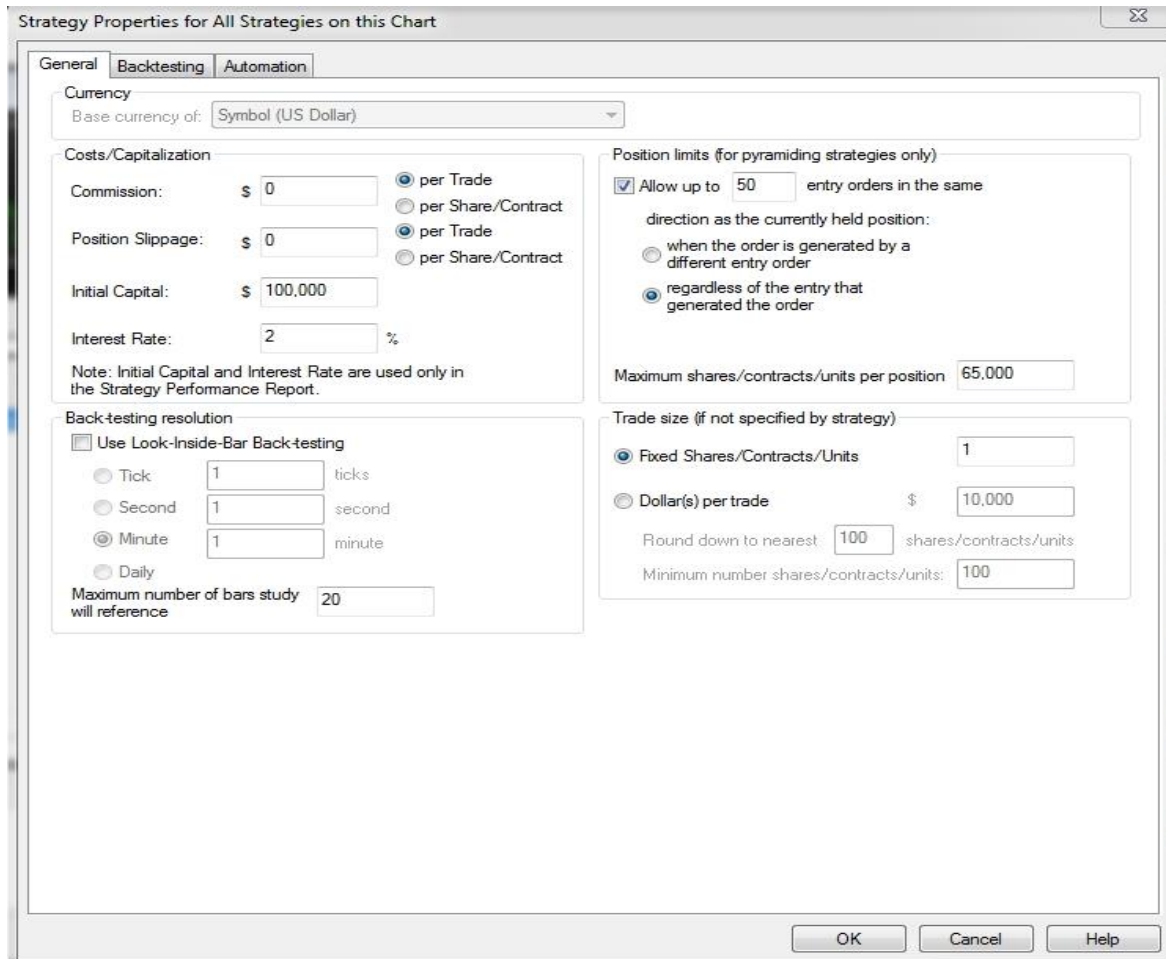 Strategy Properties for All Strategies on this Chart
General Backtesting Automation
Currency
Base currency of: Symbol (US Dollar)
Costs/Capitalization
Commission: $ 0 per Trade
per Share/Contract
Position Slippage: $ 0 per Trade
per Share/Contract
Initial Capital: $ 100,000
Interest Rate: 2 %
Note: Initial Capital and Interest Rate are used only in
the Strategy Performance Report.
Position limits (for pyramiding strategies only)
Allow up to 50 entry orders in the same
direction as the currently held position:
when the order is generated by a
different entry order
regardless of the entry that
generated the order
Maximum shares/contracts/units per position 65,000
Back-testing resolution
Use Look-Inside-Bar Back-testing
Tick 1 ticks
Second 1 second
Minute 1 minute
Daily
Maximum number of bars study
will reference 20
Trade size (if not specified by strategy)
Fixed Shares/Contracts/Units 1
Dollar(s) per trade $ 10,000
Round down to nearest 100 shares/contracts/units
Minimum number shares/contracts/units: 100
OK Cancel Help